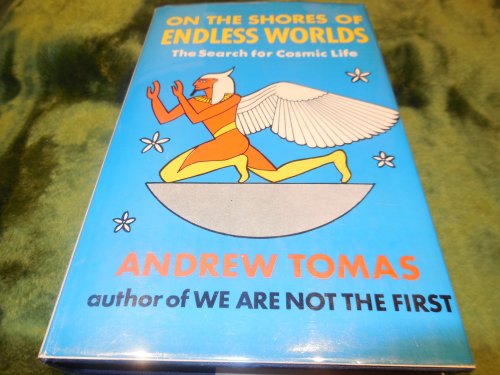 ON THE SHORES OF
ENDLESS WORLDS
The Search for Cosmic Life
ANDREW TOMAS
author of WE ARE NOT THE FIRST